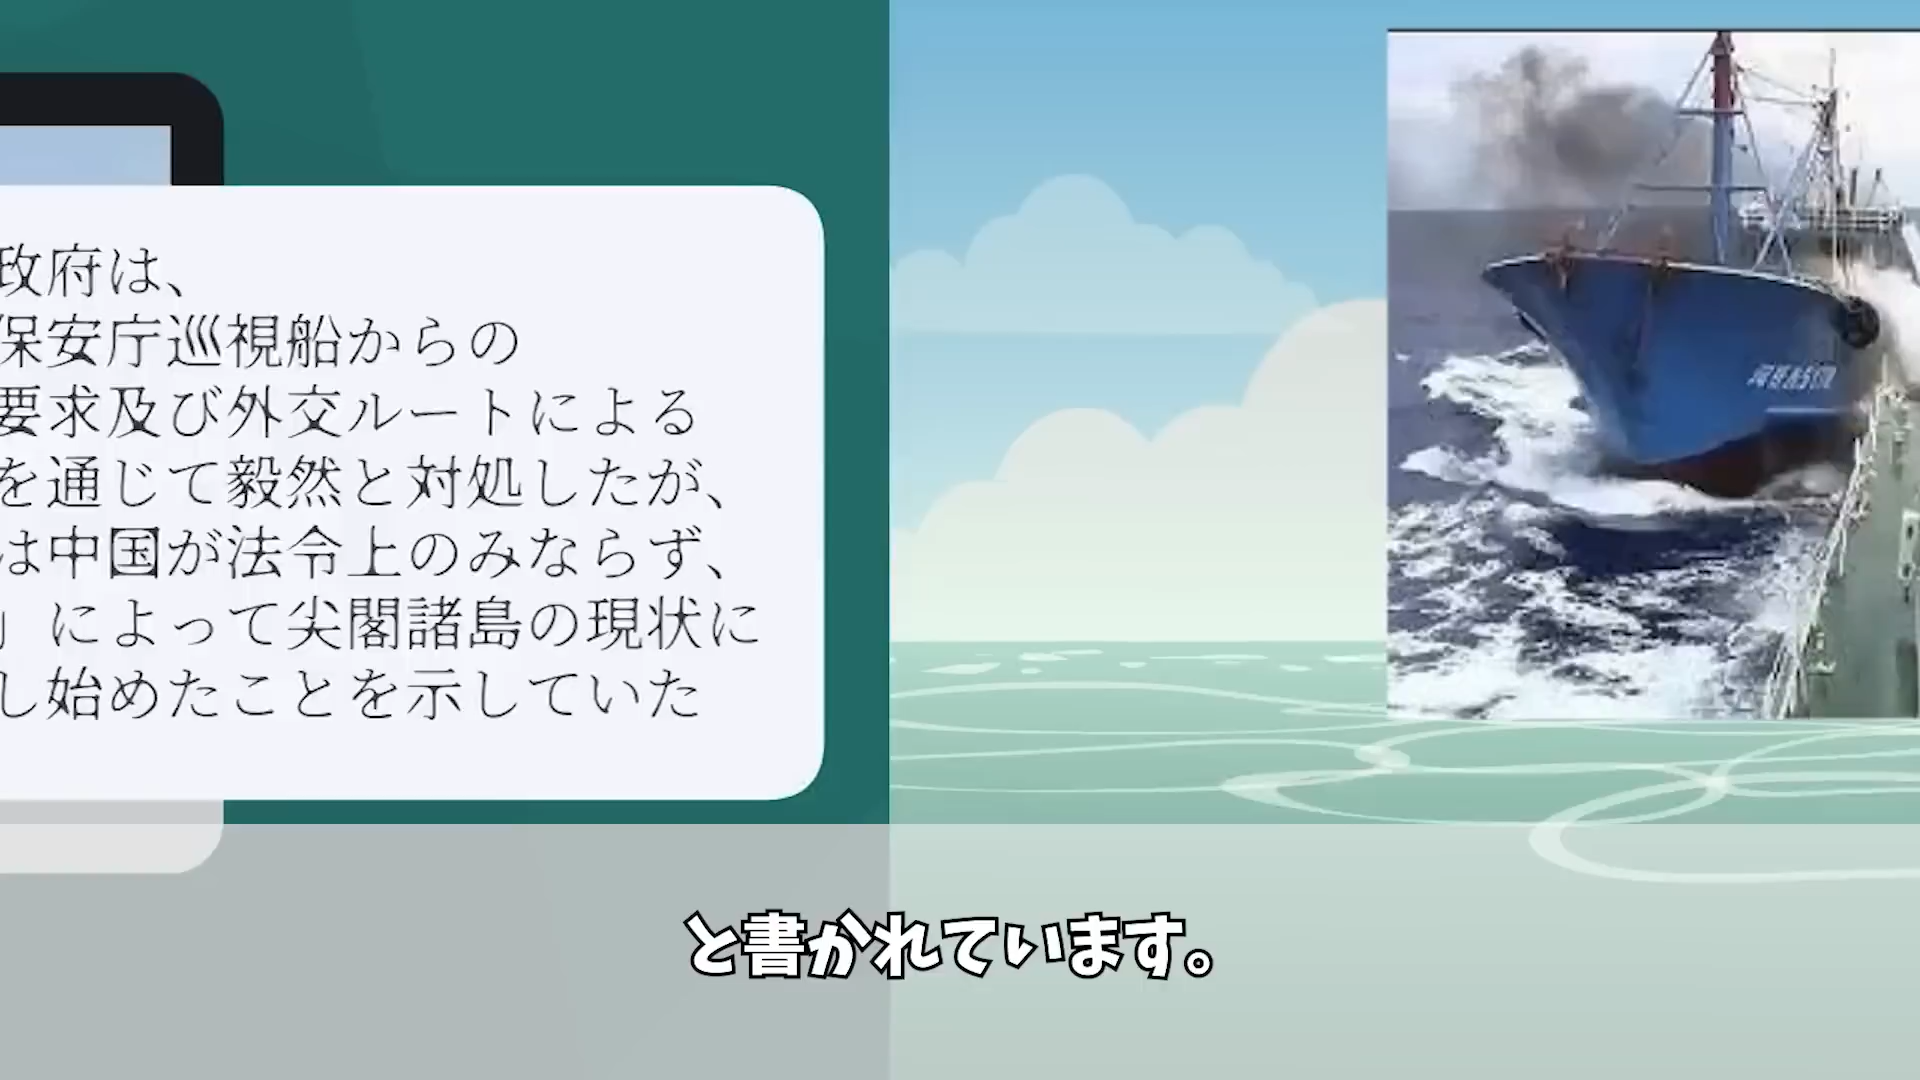 政府は、
保安庁巡視船からの
要求及び外交ルートによる
を通じて毅然と対処したが、
は中国が法令上のみならず、
」によって尖閣諸島の現状に
し始めたことを示していた
と書かれています。